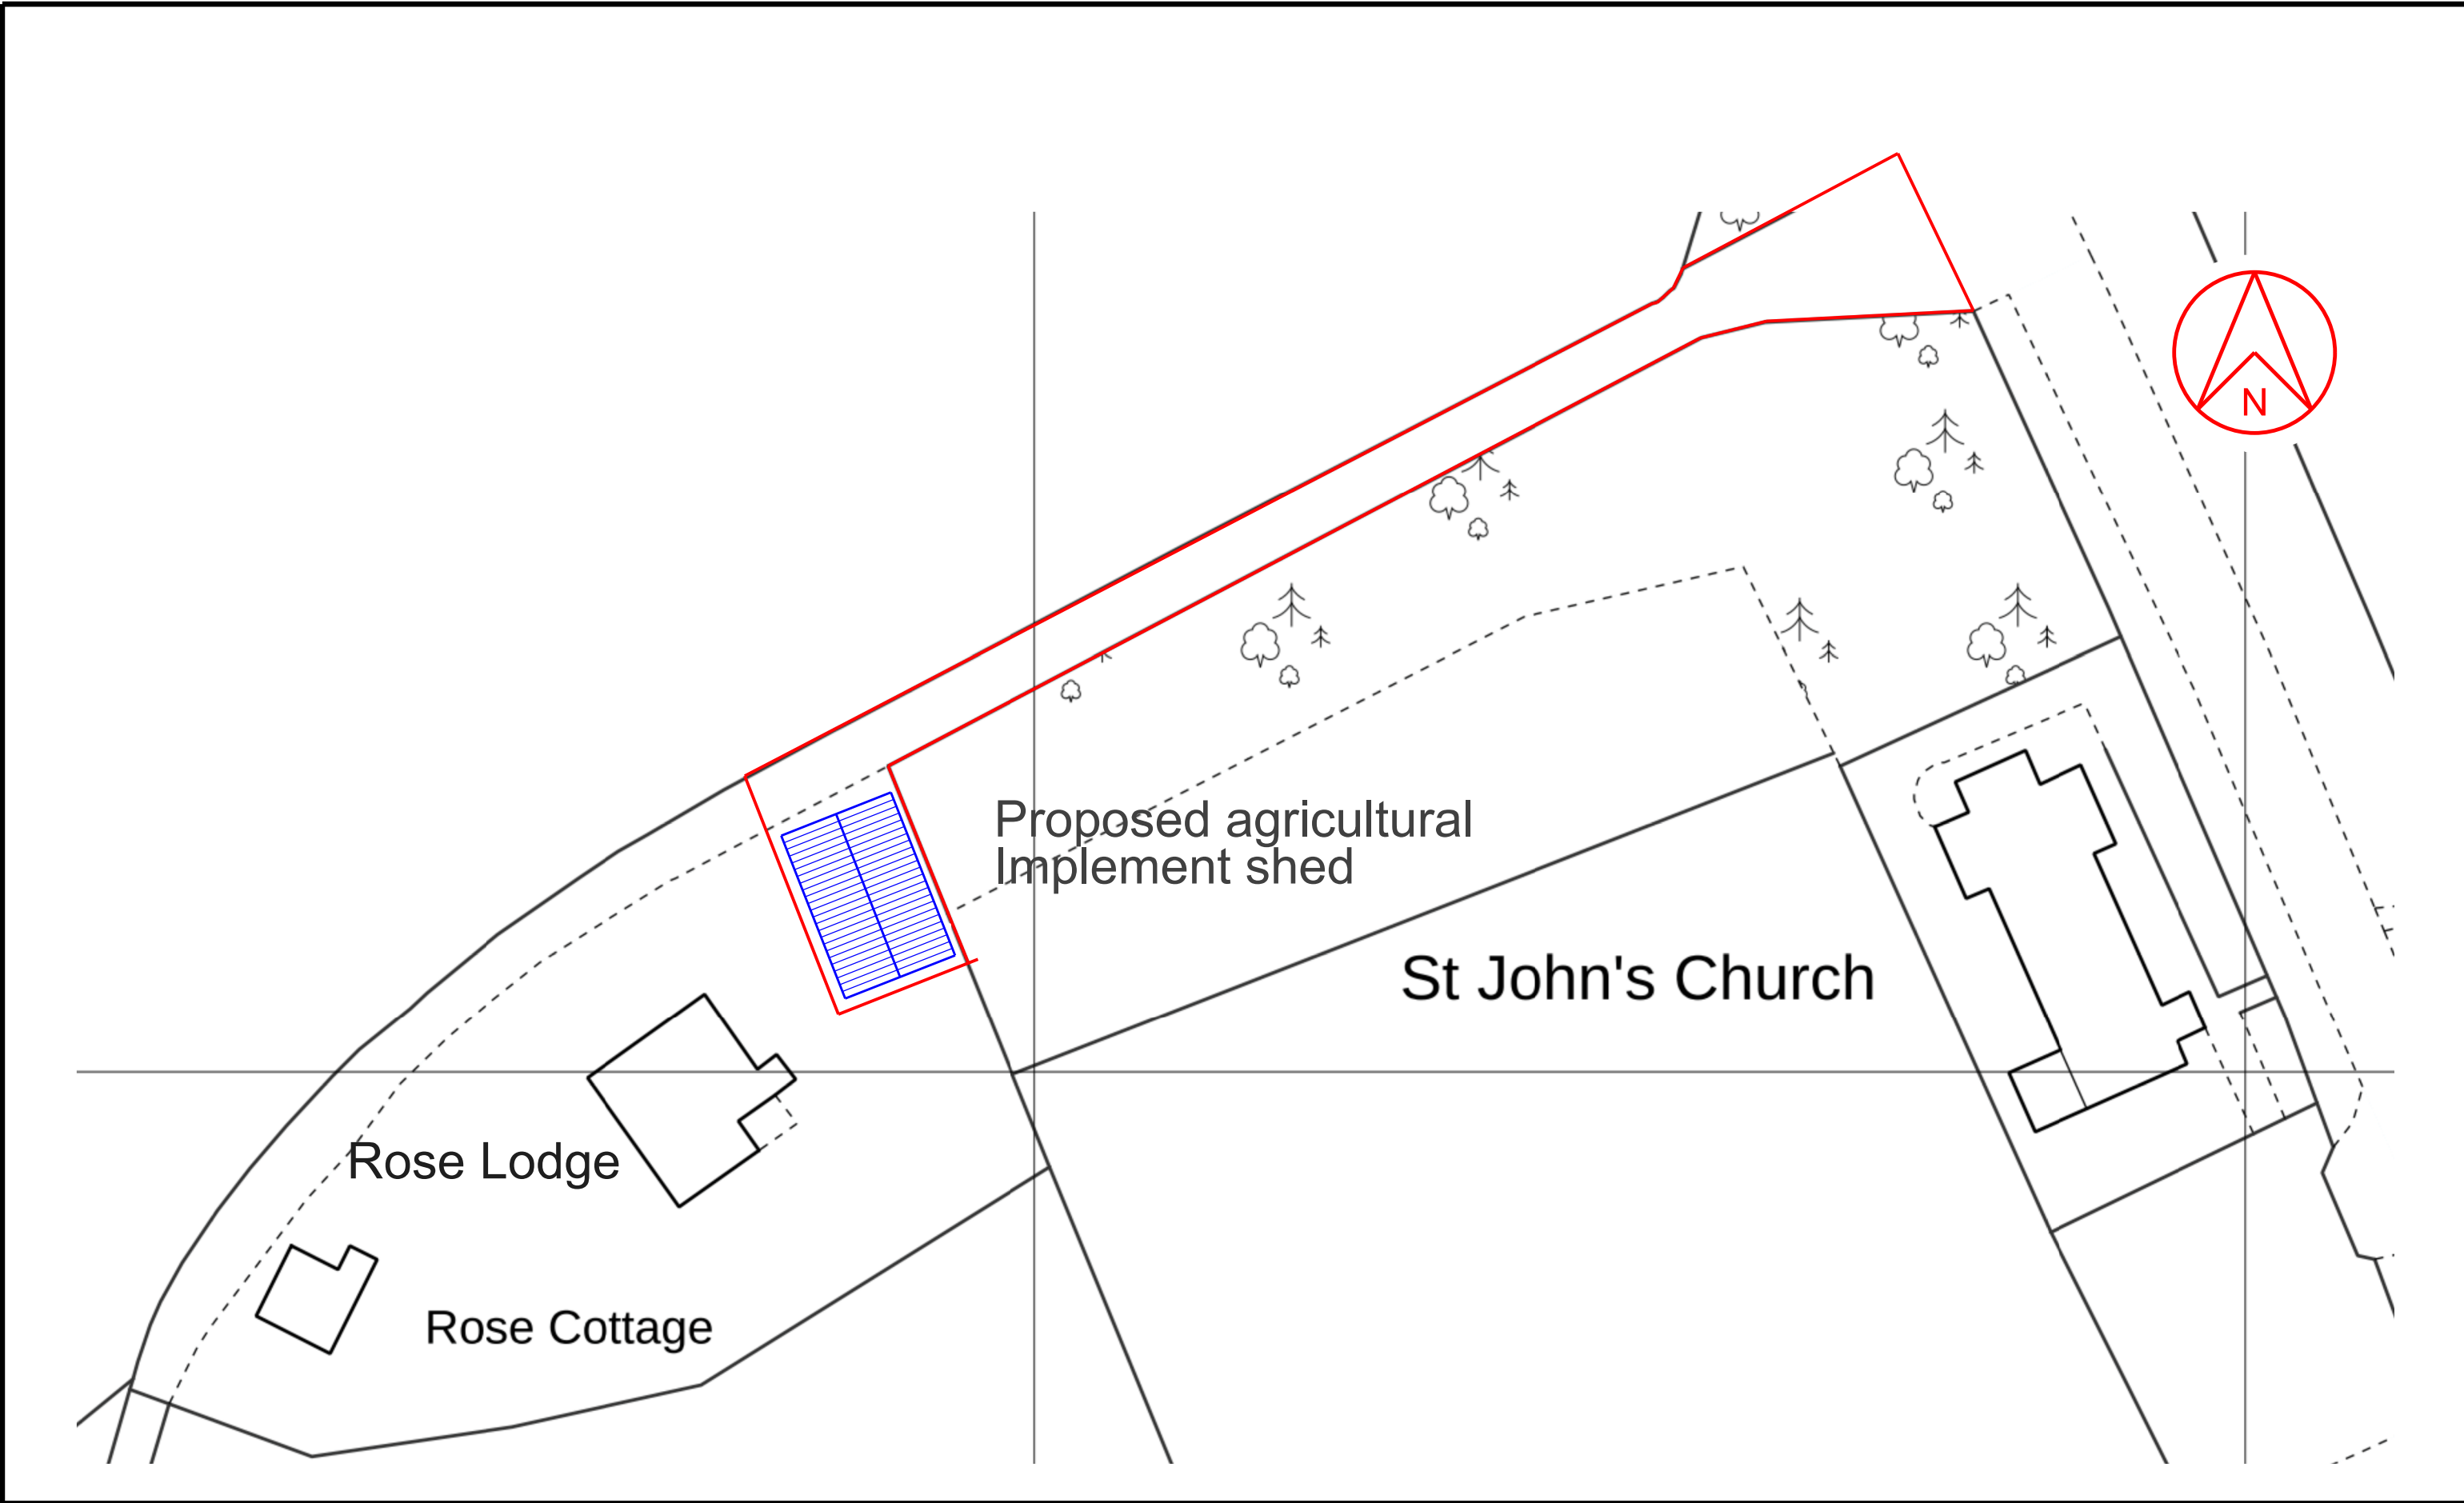 N
Proposed agricultural
Implement shed
St John's Church
Rose Lodge
Rose Cottage